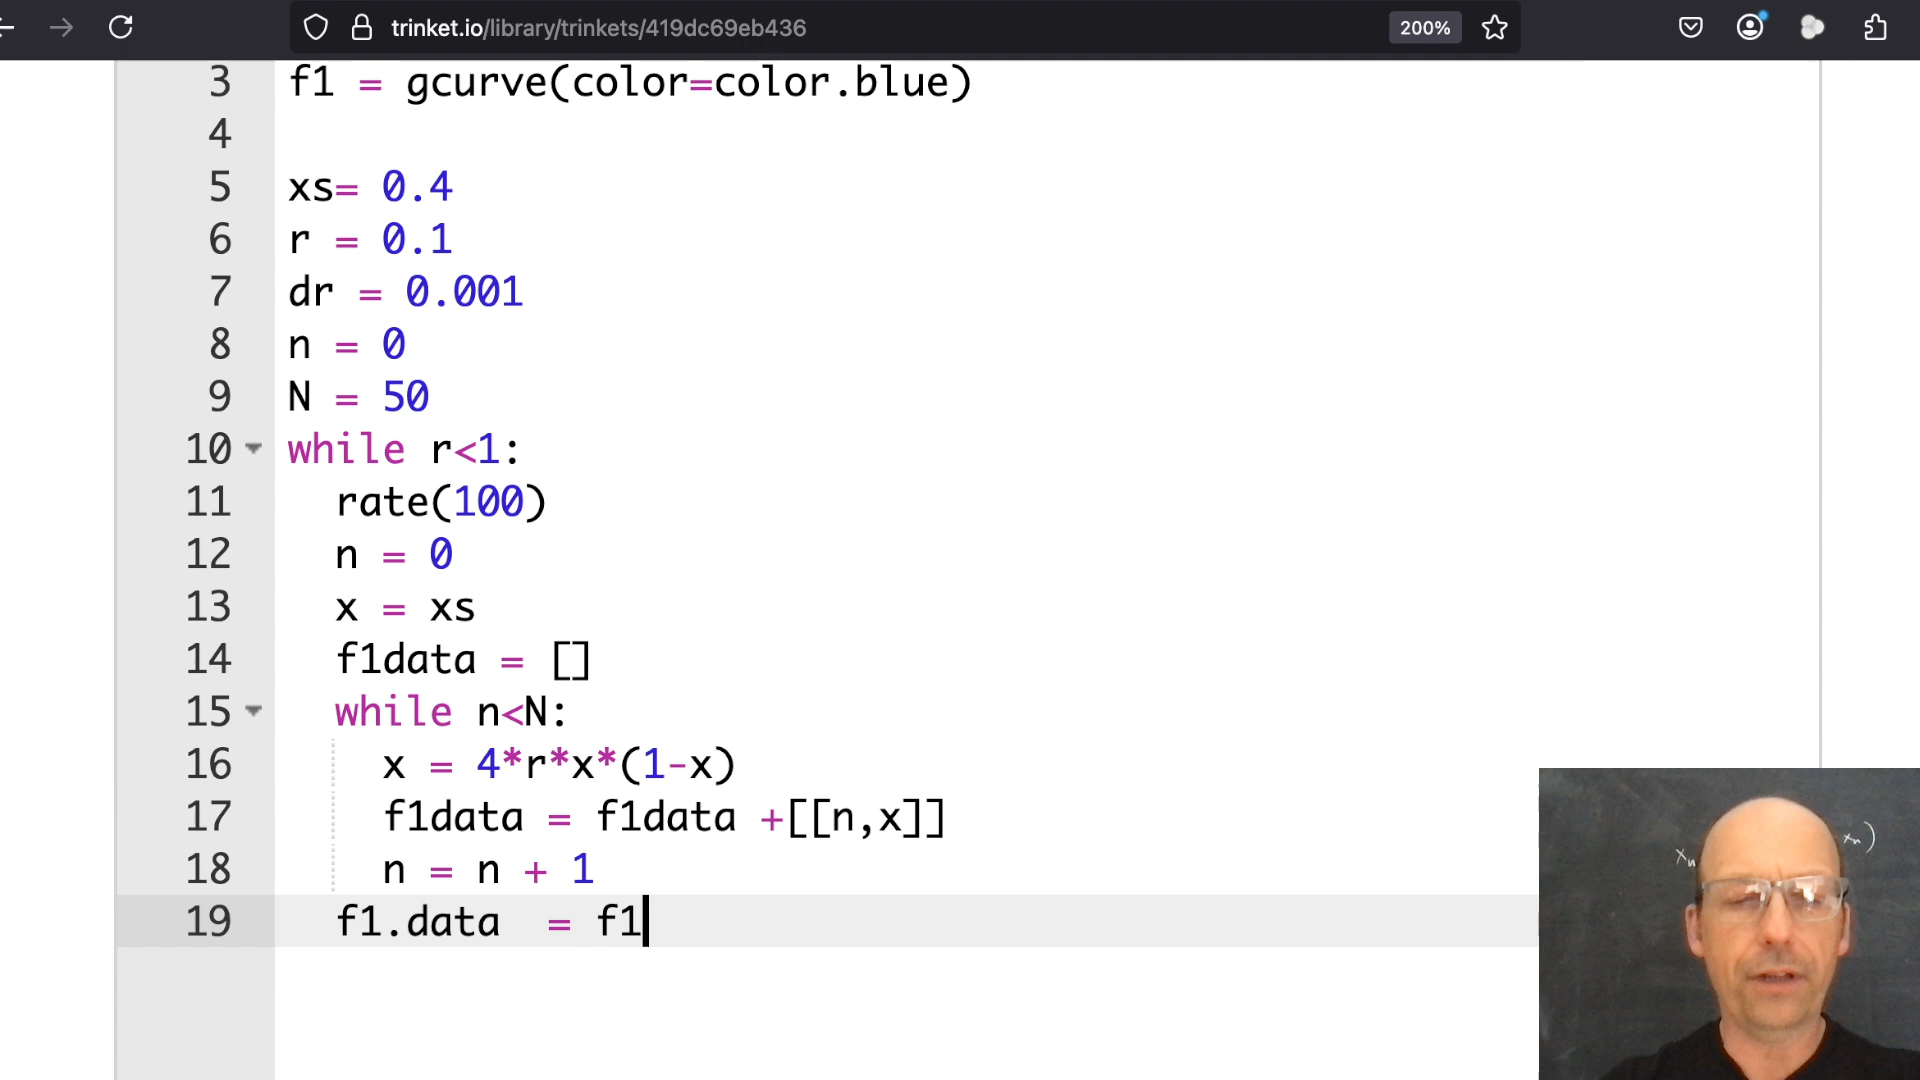 trinket.io/library/trinkets/419dc69eb436
200%
3 f1 = gcurve(color=color.blue)
4
5 xs= 0.4
6 r = 0.1
7 dr = 0.001
8 n = 0
9 N = 50
10 while r<1:
11 rate(100)
12 n = 0
13 x = xs
14 f1data = []
15 while n<N:
16 x = 4*r*x*(1-x)
17 f1data = f1data +[[n,x]]
18 n = n + 1
19 f1.data  = f1
xn xn)